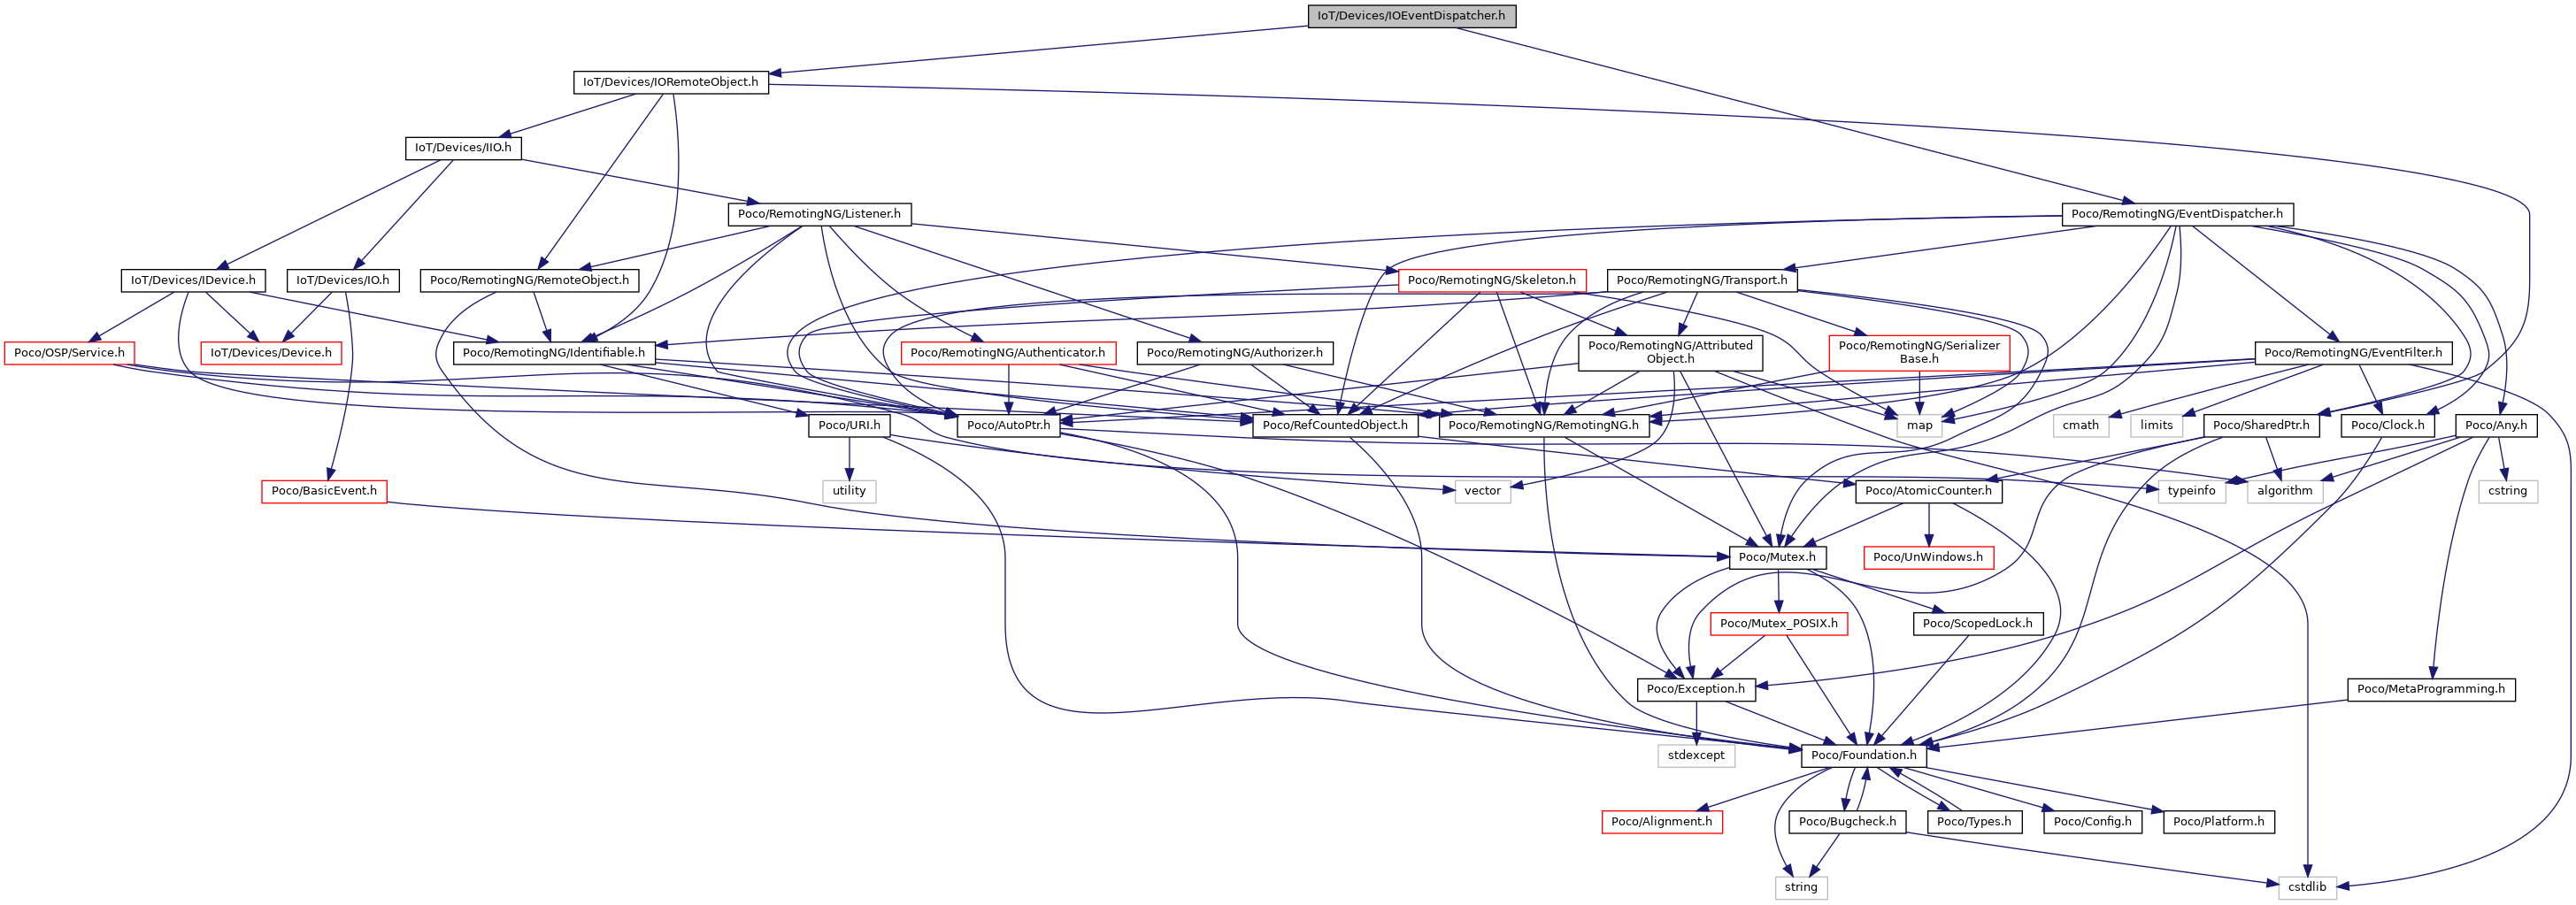 IoT/Devices/IOEventDispatcher.h
IoT/Devices/IORemoteObject.h
IoT/Devices/IIO.h
Poco/RemotingNG/Listener.h
Poco/RemotingNG/EventDispatcher.h
IoT/Devices/IDevice.h
IoT/Devices/IO.h
Poco/RemotingNG/RemoteObject.h
Poco/RemotingNG/Skeleton.h
Poco/RemotingNG/Transport.h
Poco/OSP/Service.h
IoT/Devices/Device.h
Poco/RemotingNG/Identifiable.h
Poco/RemotingNG/Authenticator.h
Poco/RemotingNG/Authorizer.h
Poco/RemotingNG/Attributed
Object.h
Poco/RemotingNG/Serializer
Base.h
Poco/RemotingNG/EventFilter.h
Poco/URI.h
Poco/AutoPtr.h
Poco/RefCountedObject.h
Poco/RemotingNG/RemotingNG.h
map
cmath
limits
Poco/SharedPtr.h
Poco/Clock.h
Poco/Any.h
Poco/BasicEvent.h
utility
vector
Poco/AtomicCounter.h
typeinfo
algorithm
cstring
Poco/Mutex.h
Poco/UnWindows.h
Poco/Mutex_POSIX.h
Poco/ScopedLock.h
Poco/Exception.h
Poco/MetaProgramming.h
stdexcept
Poco/Foundation.h
Poco/Alignment.h
Poco/Bugcheck.h
Poco/Types.h
Poco/Config.h
Poco/Platform.h
string
cstdlib